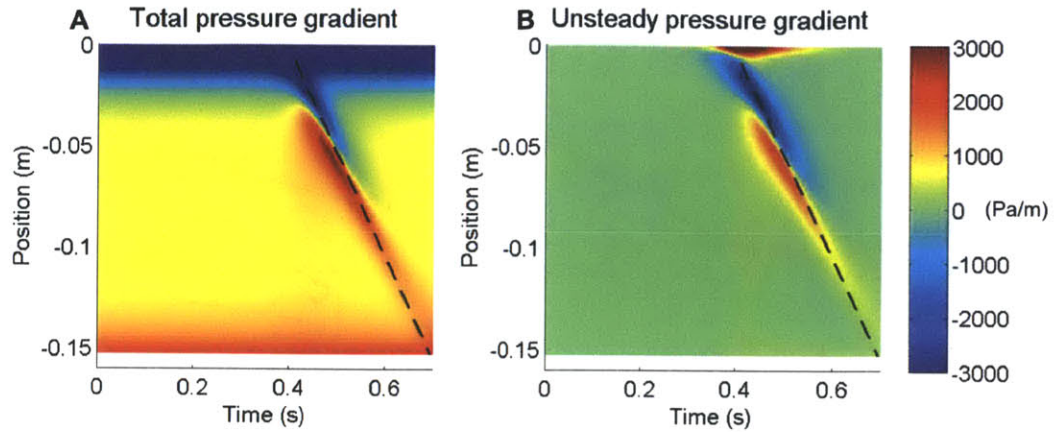 A Total pressure gradient
B Unsteady pressure gradient
0
-0.05
-0.1
-0.15
Position (m)
0 0.2 0.4 0.6
Time (s)
0
-0.05
-0.1
-0.15
Position (m)
0 0.2 0.4 0.6
Time (s)
3000
2000
1000
0 (Pa/m)
-1000
-2000
-3000